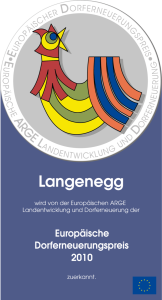 EUROPÄISCHER DORFERNEUERUNGSPREIS
EUROPÄISCHE ARGE LANDENTWICKLUNG UND DORFERNEUERUNG
Langenegg
wird von der Europäischen ARGE
Landentwicklung und Dorferneuerung der
Europäische
Dorferneuerungspreis
2010
zuerkannt.